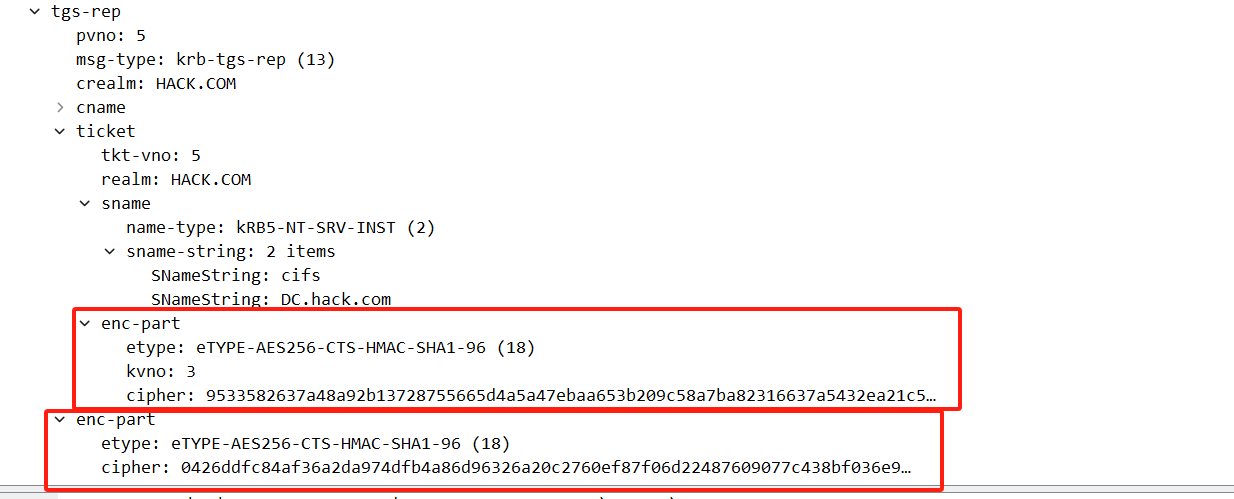 tgs-rep
pvno: 5
msg-type: krb-tgs-rep (13)
crealm: HACK.COM
cname
ticket
tkt-vno: 5
realm: HACK.COM
sname
name-type: kRB5-NT-SRV-INST (2)
sname-string: 2 items
SNameString: cifs
SNameString: DC.hack.com
enc-part
etype: eTYPE-AES256-CTS-HMAC-SHA1-96 (18)
kvno: 3
cipher: 9533582637a48a92b13728755665d4a5a47ebaa653b209c58a7ba82316637a5432ea21c5…
enc-part
etype: eTYPE-AES256-CTS-HMAC-SHA1-96 (18)
cipher: 0426ddfc84af36a2da974dfb4a86d96326a20c2760ef87f06d22487609077c438bf036e9…